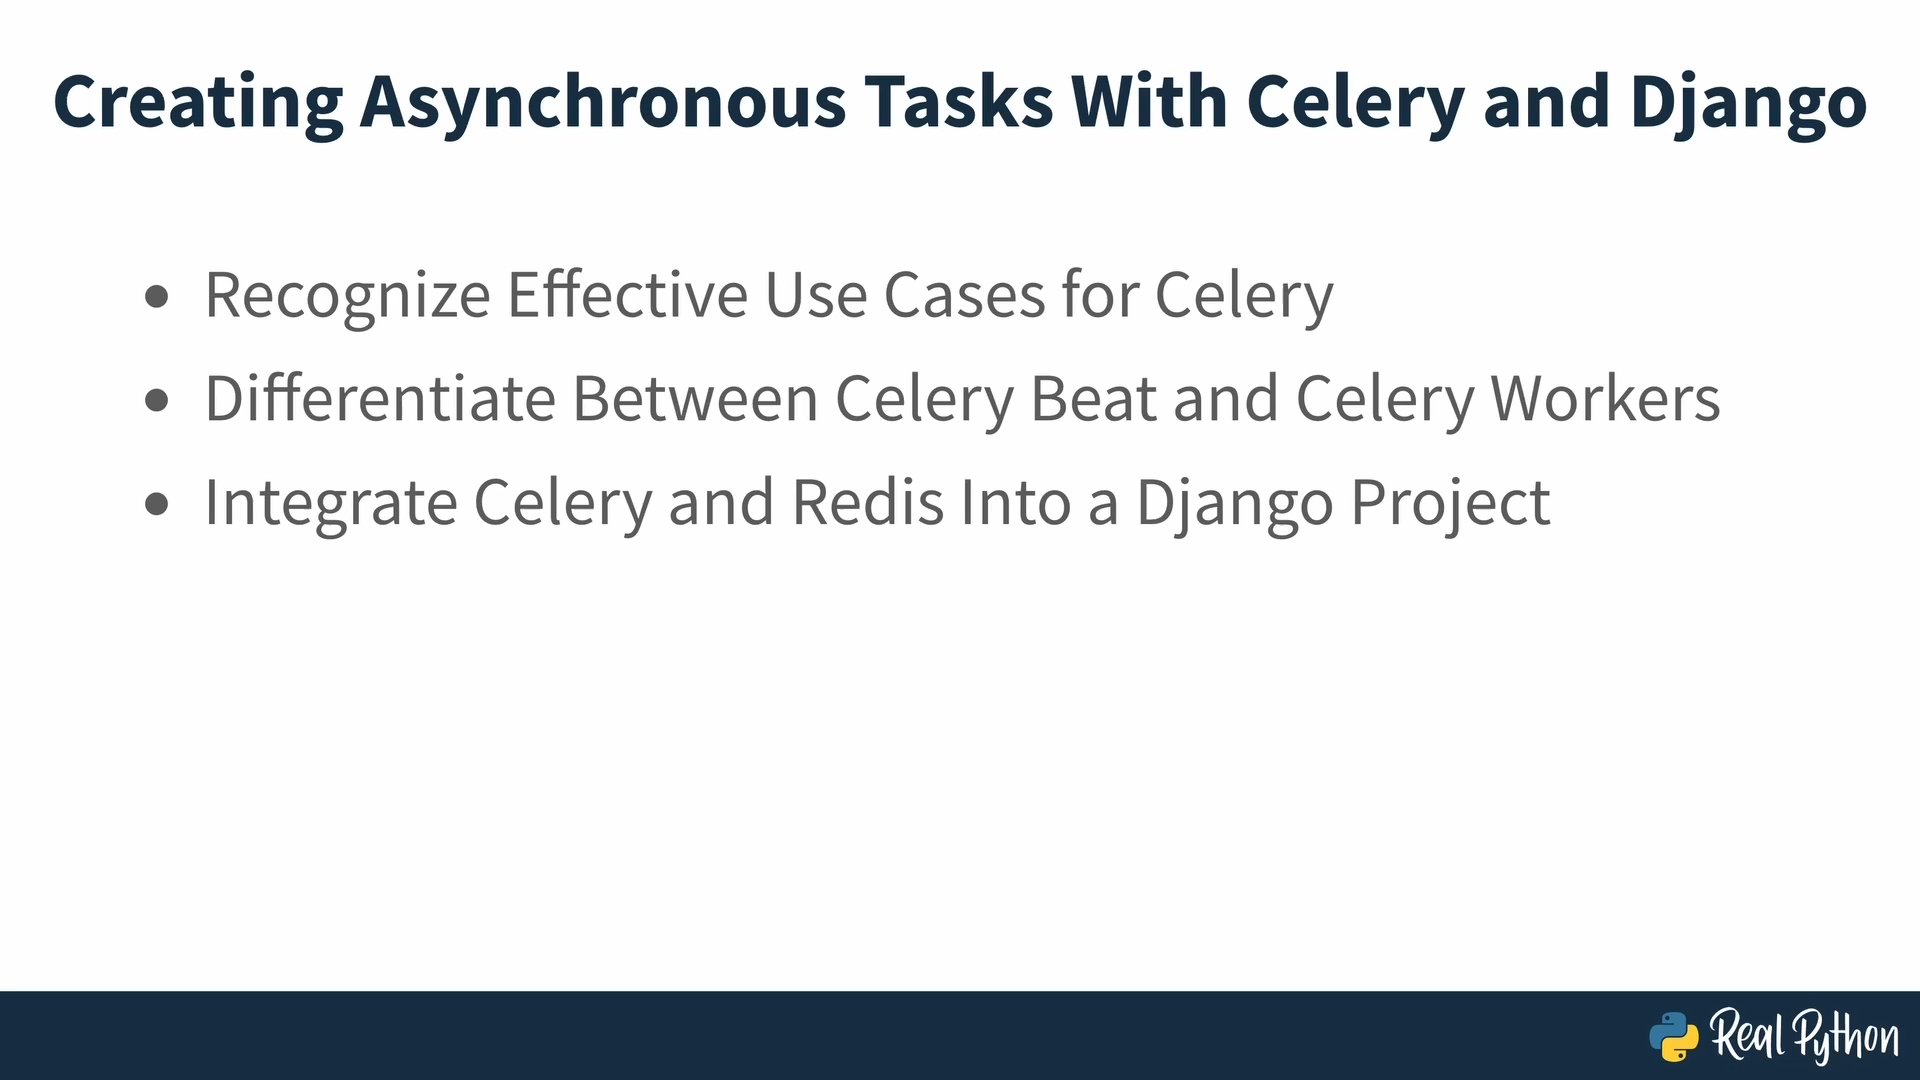 Creating Asynchronous Tasks With Celery and Django
• Recognize Effective Use Cases for Celery
• Differentiate Between Celery Beat and Celery Workers
• Integrate Celery and Redis Into a Django Project
Real Python